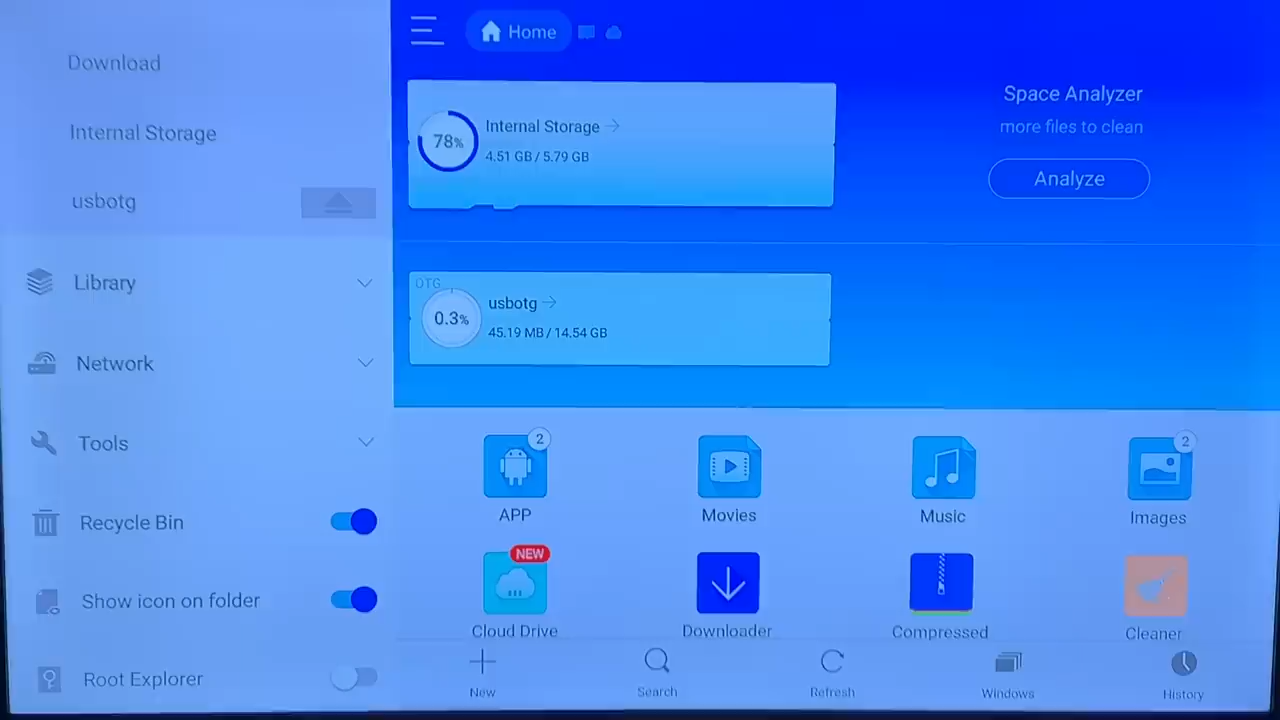 Download
Internal Storage
usbotg
Library
Network
Tools
Recycle Bin
Show icon on folder
Root Explorer
Home
78%
Internal Storage
4.51 GB / 5.79 GB
Space Analyzer
more files to clean
Analyze
OTG
0.3%
usbotg
45.19 MB / 14.54 GB
2
APP
Movies
Music
2
Images
NEW
Cloud Drive
Downloader
Compressed
Cleaner
New
Search
Refresh
Windows
History